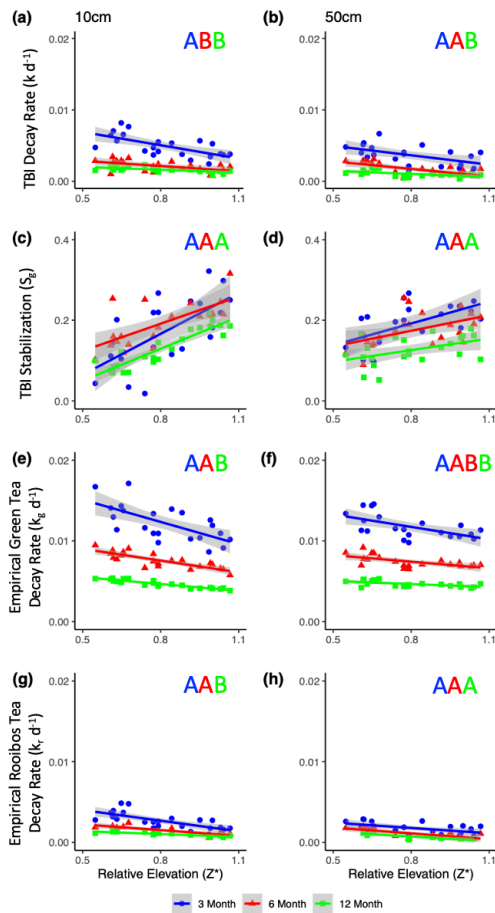 (a) 10cm (b) 50cm
ABB AAB
TBI Decay Rate (k d⁻¹)
0.02 0.02
0.01 0.01
0.00 0.00
0.5 0.8 1.1 0.5 0.8 1.1
(c) (d)
AAA AAA
TBI Stabilization (Sg)
0.4 0.4
0.2 0.2
0.0 0.0
0.5 0.8 1.1 0.5 0.8 1.1
(e) (f)
AAB AABB
Empirical Green Tea
Decay Rate (kg d⁻¹)
0.02 0.02
0.01 0.01
0.00 0.00
0.5 0.8 1.1 0.5 0.8 1.1
(g) (h)
AAB AAA
Empirical Rooibos Tea
Decay Rate (kr d⁻¹)
0.02 0.02
0.01 0.01
0.00 0.00
0.5 0.8 1.1 0.5 0.8 1.1
Relative Elevation (Z*) Relative Elevation (Z*)
3 Month 6 Month 12 Month